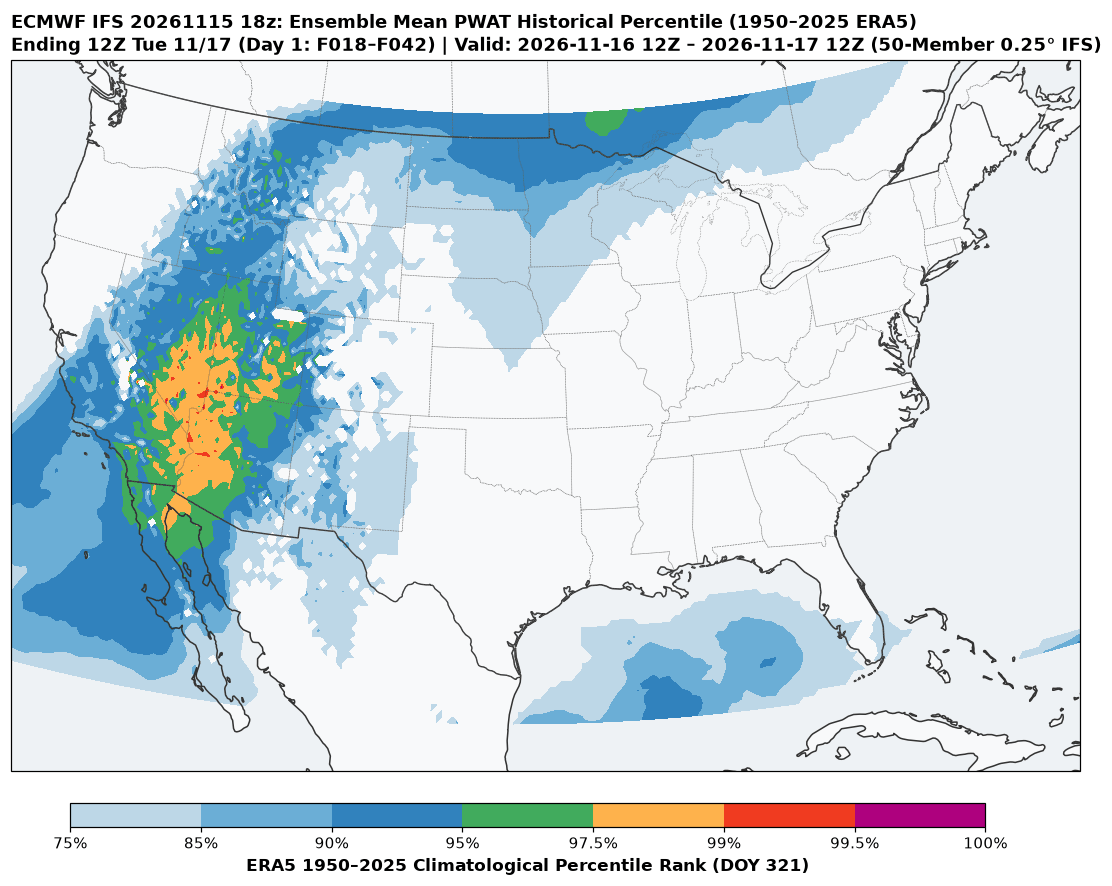 ECMWF IFS 20261115 18z: Ensemble Mean PWAT Historical Percentile (1950–2025 ERA5)
Ending 12Z Tue 11/17 (Day 1: F018–F042) | Valid: 2026-11-16 12Z – 2026-11-17 12Z (50-Member 0.25° IFS)
75% 85% 90% 95% 97.5% 99% 99.5% 100%
ERA5 1950–2025 Climatological Percentile Rank (DOY 321)